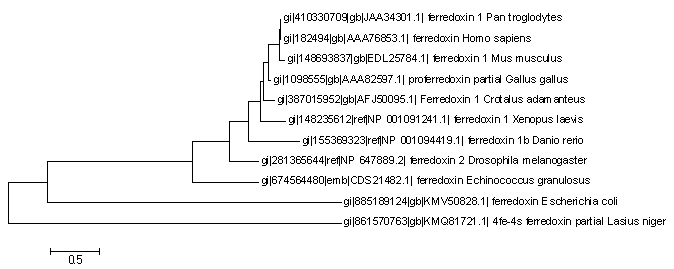 gi|410330709|gb|JAA34301.1| ferredoxin 1 Pan troglodytes
gi|182494|gb|AAA76853.1| ferredoxin Homo sapiens
gi|148693837|gb|EDL25784.1| ferredoxin 1 Mus musculus
gi|1098555|gb|AAA82597.1| proferredoxin partial Gallus gallus
gi|387015952|gb|AFJ50095.1| Ferredoxin 1 Crotalus adamanteus
gi|148235612|ref|NP 001091241.1| ferredoxin 1 Xenopus laevis
gi|155369323|ref|NP 001094419.1| ferredoxin 1b Danio rerio
gi|281365644|ref|NP 647889.2| ferredoxin 2 Drosophila melanogaster
gi|674564480|emb|CDS21482.1| ferredoxin Echinococcus granulosus
gi|885189124|gb|KMV50828.1| ferredoxin Escherichia coli
gi|861570763|gb|KMQ81721.1| 4fe-4s ferredoxin partial Lasius niger
0.5